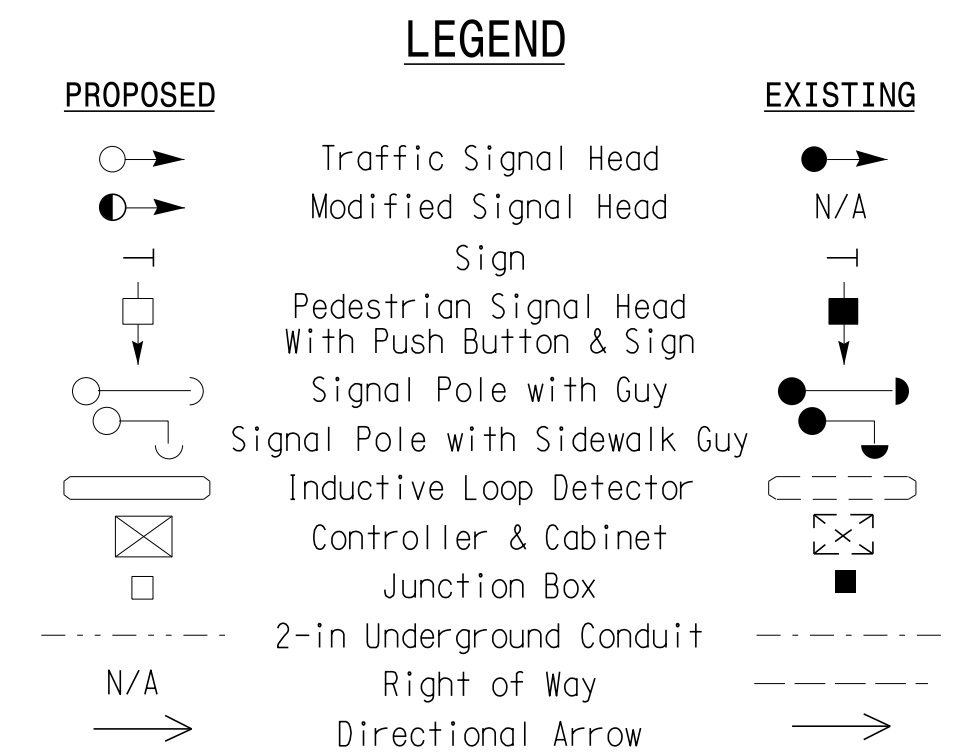 LEGEND
PROPOSED EXISTING
Traffic Signal Head
Modified Signal Head N/A
Sign
Pedestrian Signal Head
With Push Button & Sign
Signal Pole with Guy
Signal Pole with Sidewalk Guy
Inductive Loop Detector
Controller & Cabinet
Junction Box
2-in Underground Conduit
N/A Right of Way
Directional Arrow